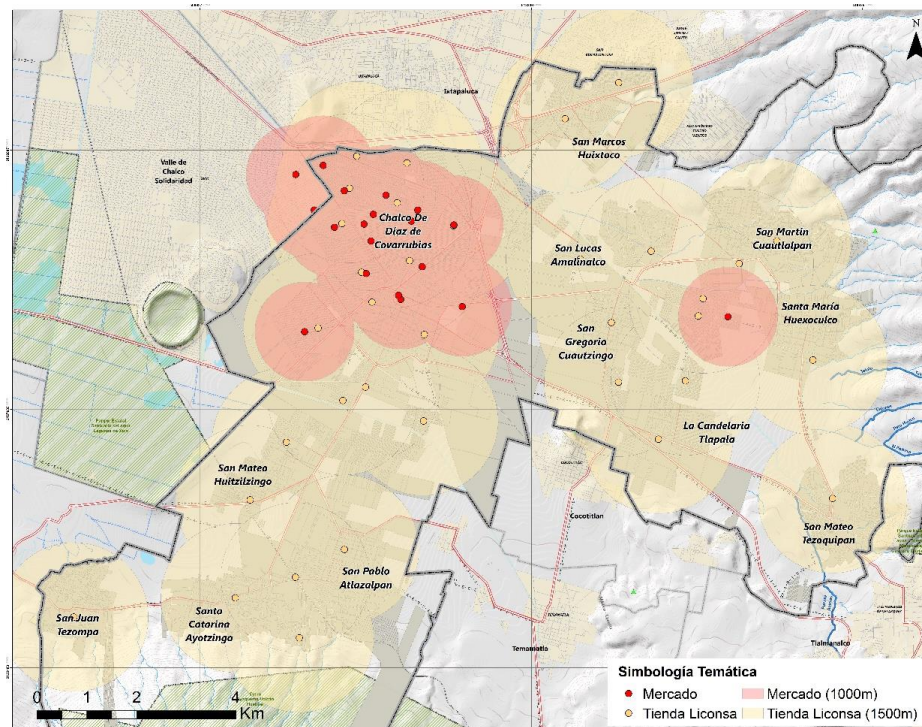 N
Ixtapaluca
San Marcos
Huixtoco
Valle de
Chalco
Solidaridad
Chalco De
Díaz de
Covarrubias
San Martín
Cuautlalpan
San Lucas
Amalinalco
Santa María
Huexoculco
San
Gregorio
Cuautzingo
La Candelaria
Tlapala
San Mateo
Huitzilzingo
Cocotitlan
San Mateo
Tezoquipan
San Pablo
Atlazalpan
Santa
Catarina
Ayotzingo
San Juan
Tezompa
Temamatla
Tlalmanalco
0 2 4
Km
Simbología Temática
Mercado
Mercado (1000m)
Tienda Liconsa
Tienda Liconsa (1500m)